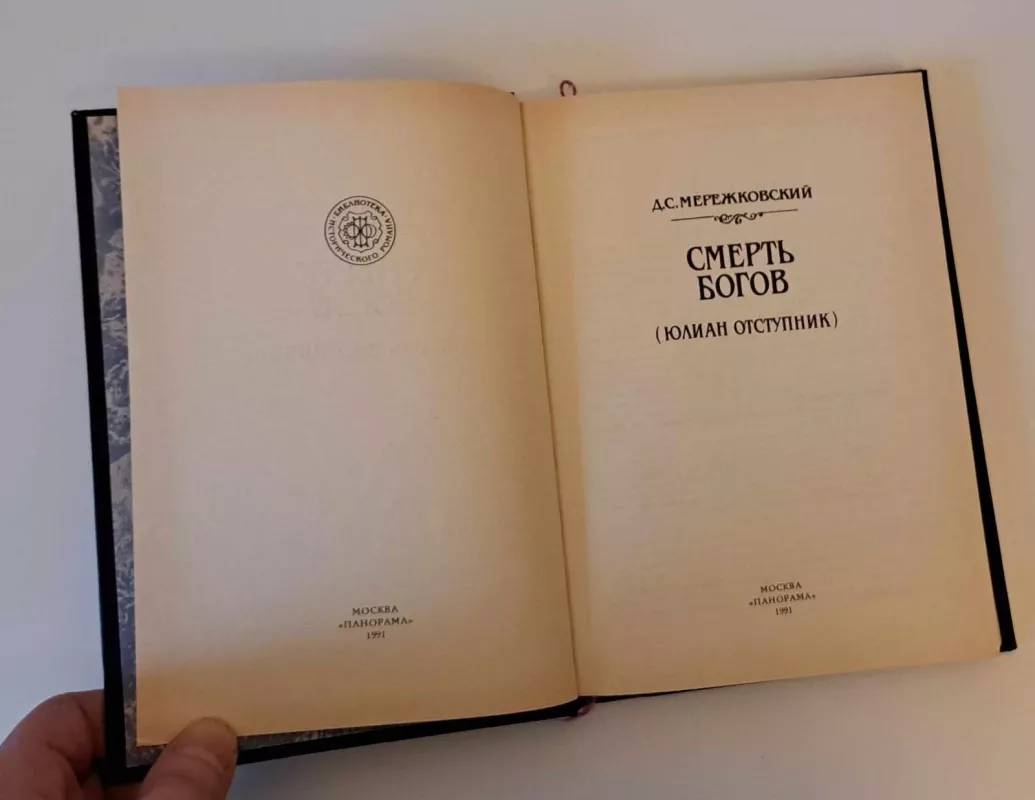 · БИБЛИОТЕКА · ИСТОРИЧЕСКОГО РОМАНА
МОСКВА
«ПАНОРАМА»
1991
Д.С.МЕРЕЖКОВСКИЙ
СМЕРТЬ
БОГОВ
(ЮЛИАН ОТСТУПНИК)
МОСКВА
«ПАНОРАМА»
1991